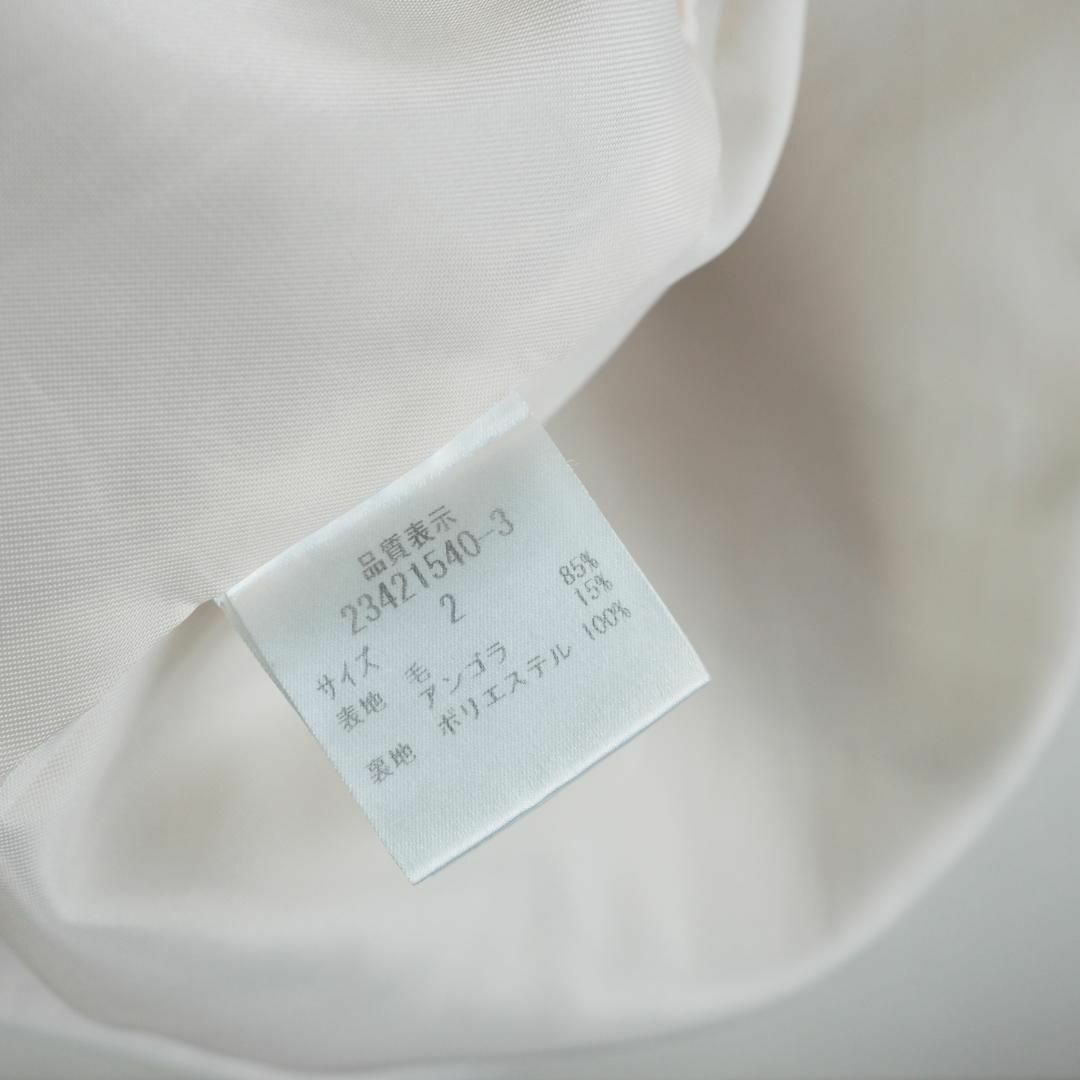 品質表示
23421540-3
サイズ 2
表地 毛 85%
アンゴラ 15%
裏地 ポリエステル 100%